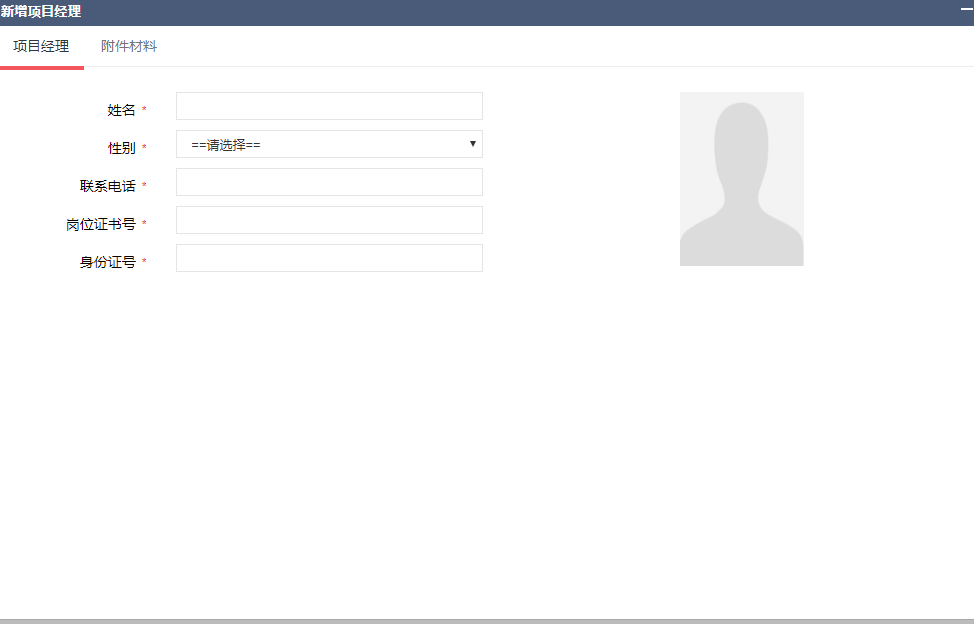 新增项目经理
项目经理 附件材料
姓名 *
性别 * ==请选择==
联系电话 *
岗位证书号 *
身份证号 *